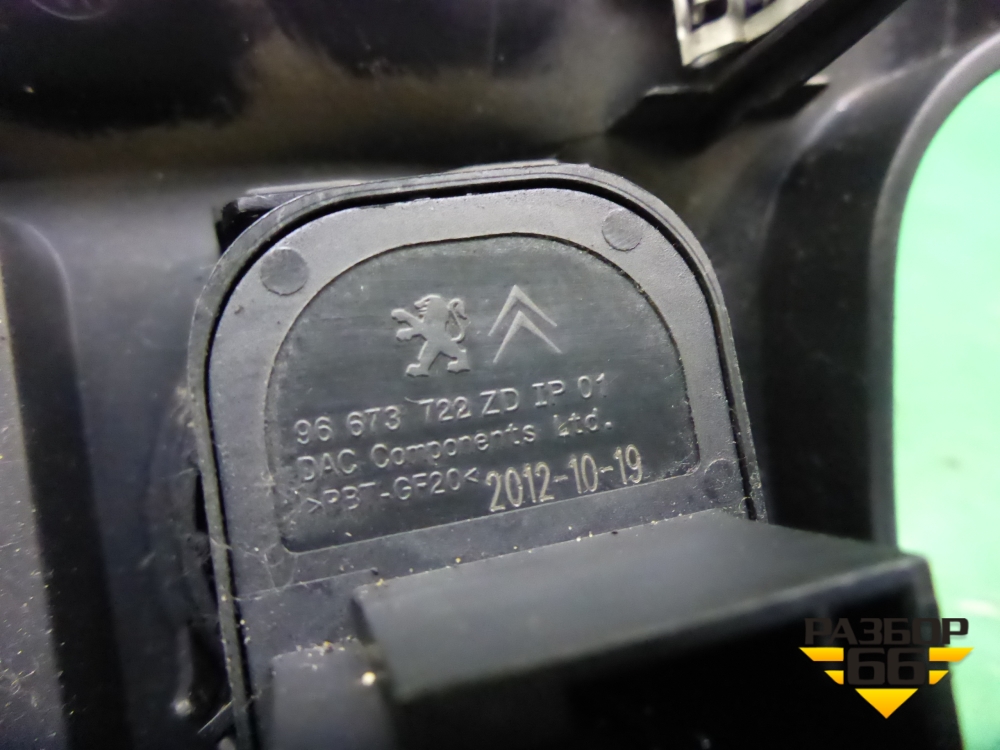 96 673 722 ZD IP 01
DAC Components Ltd.
>PBT-GF20<
2012-10-19
РАЗБОР
66